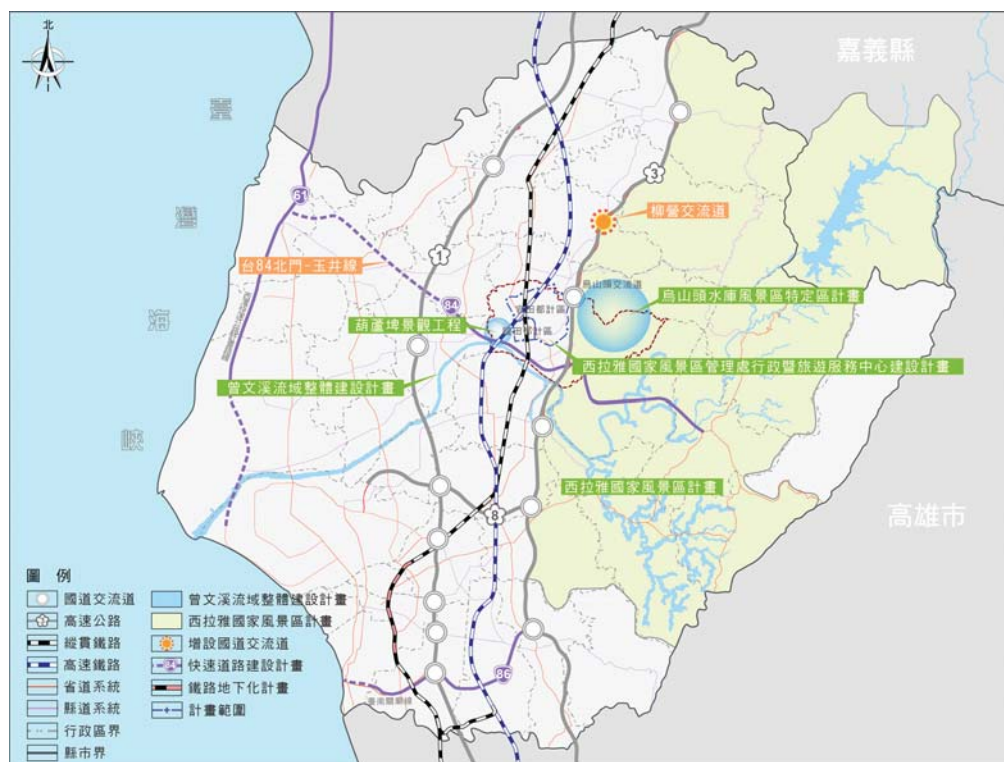 北
嘉義縣
臺
灣
海
峽
61
3
柳營交流道
台84北門-玉井線
1
烏山頭交流道
84
烏山頭水庫風景區特定區計畫
葫蘆埤景觀工程
西拉雅國家風景區管理處行政暨旅遊服務中心建設計畫
曾文溪流域整體建設計畫
西拉雅國家風景區計畫
8
高雄市
86
圖 例
國道交流道
高速公路
縱貫鐵路
高速鐵路
省道系統
縣道系統
行政區界
縣市界
曾文溪流域整體建設計畫
西拉雅國家風景區計畫
增設國道交流道
快速道路建設計畫
鐵路地下化計畫
計畫範圍